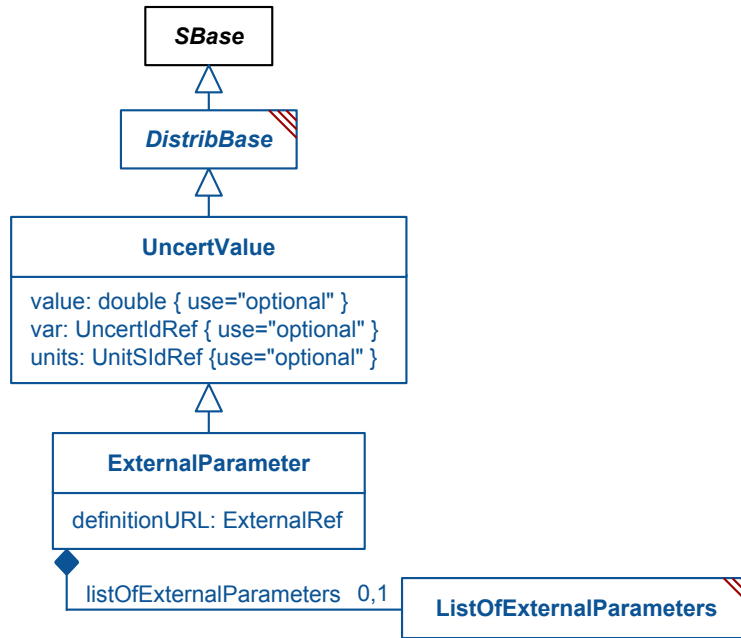 SBase
DistribBase
UncertValue
value: double { use="optional" }
var: UncertIdRef { use="optional" }
units: UnitSIdRef {use="optional" }
ExternalParameter
definitionURL: ExternalRef
listOfExternalParameters 0,1
ListOfExternalParameters